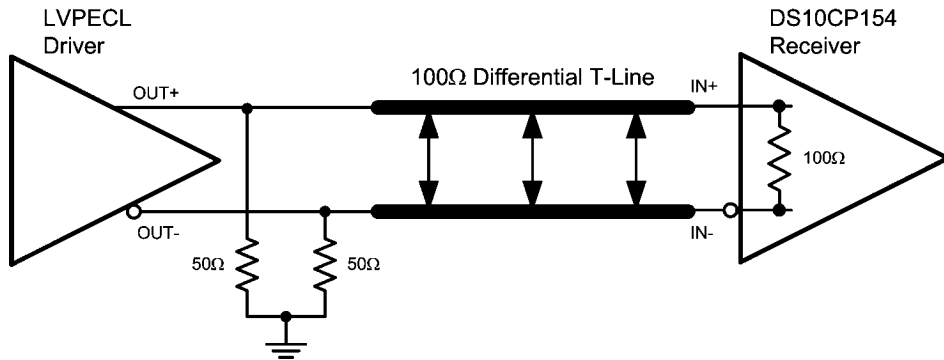 LVPECL
Driver
DS10CP154
Receiver
100Ω Differential T-Line
OUT+
IN+
100Ω
OUT-
IN-
50Ω
50Ω